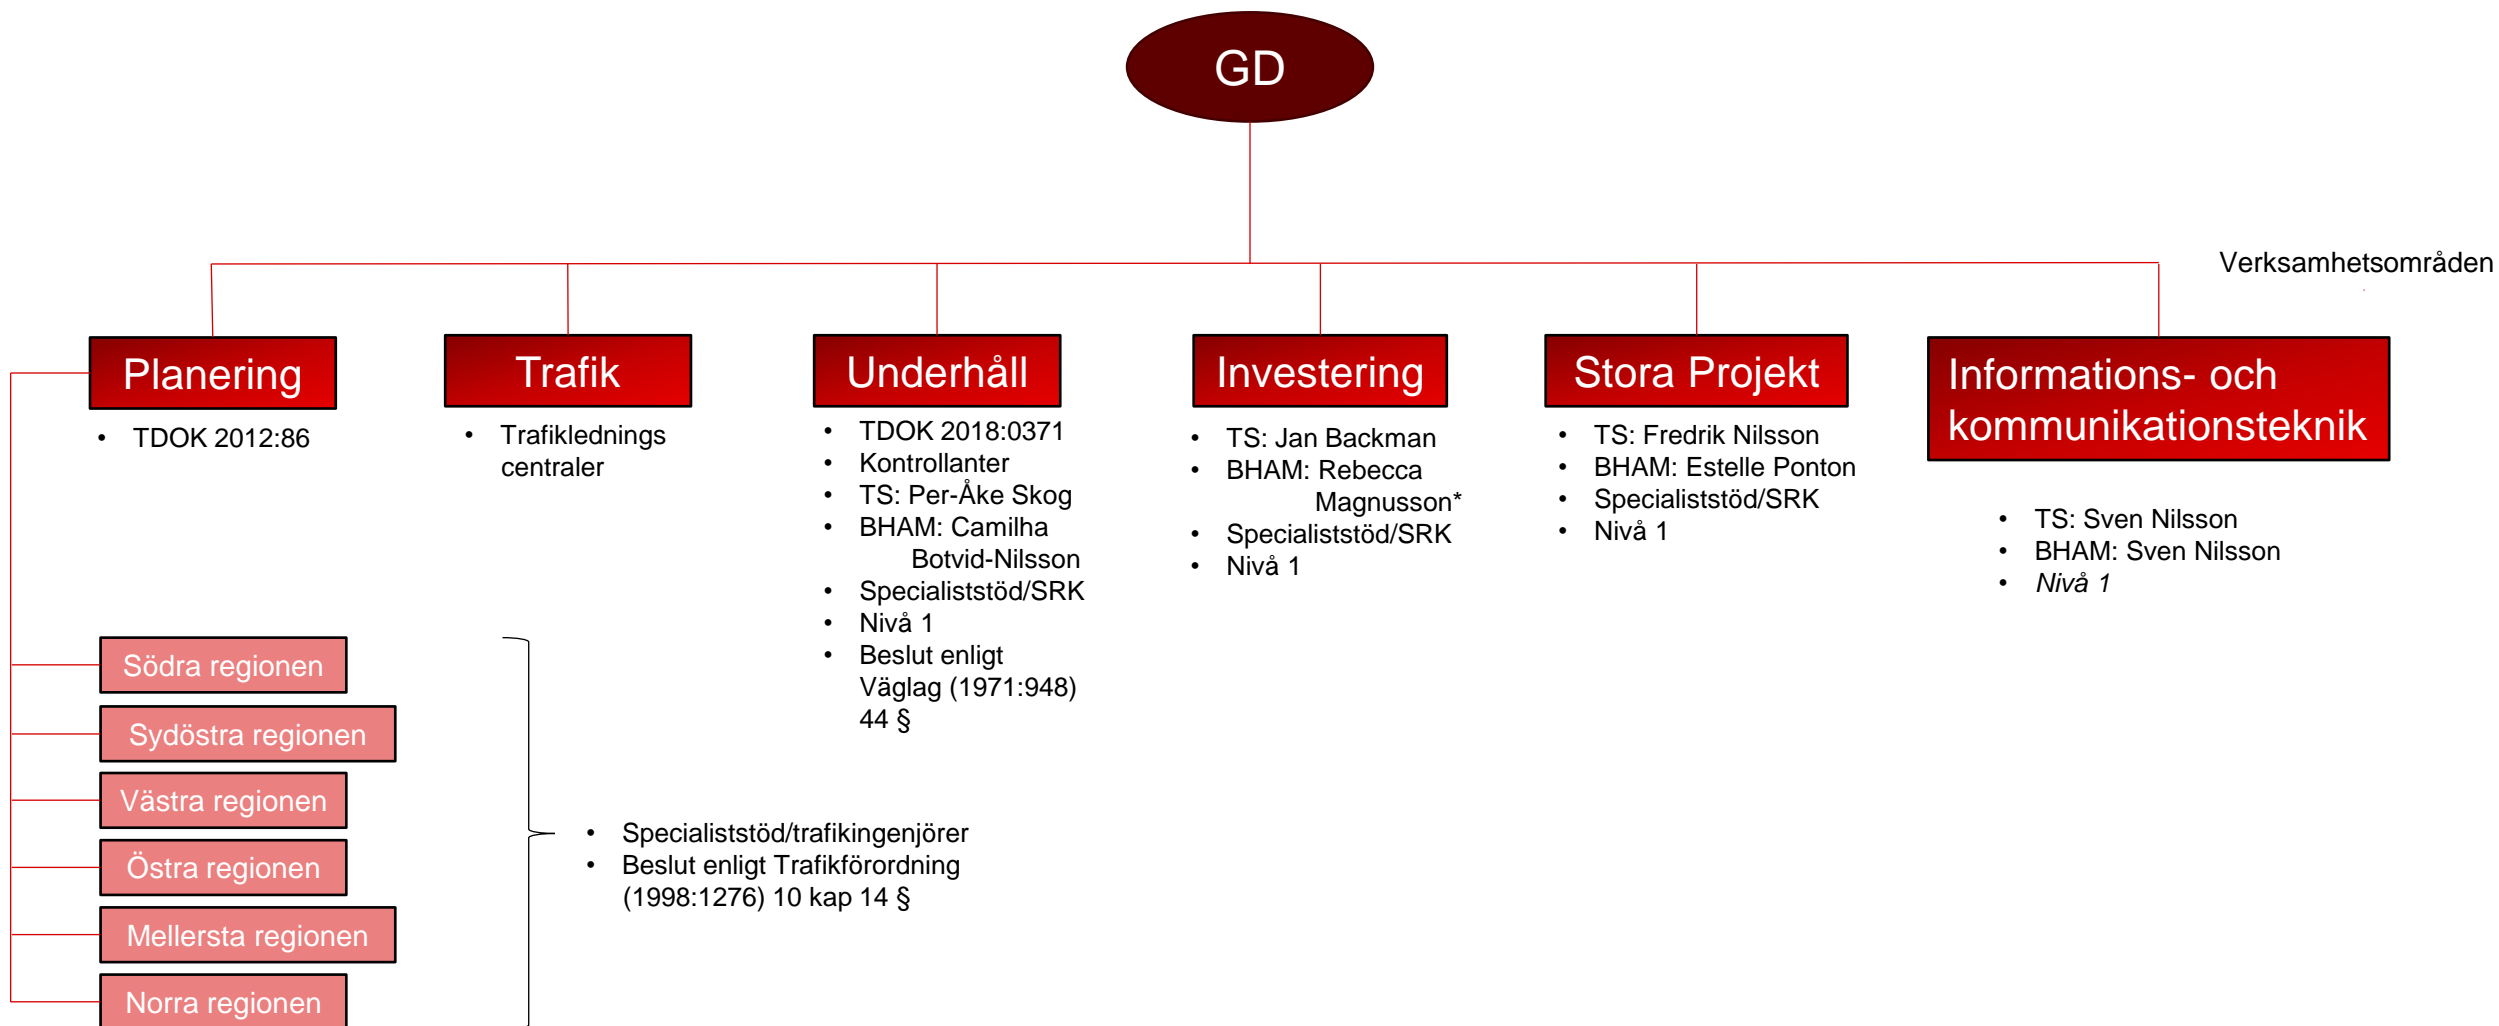 GD
Verksamhetsområden
Planering
• TDOK 2012:86
Trafik
• Trafiklednings
centraler
Underhåll
• TDOK 2018:0371
• Kontrollanter
• TS: Per-Åke Skog
• BHAM: Camilha
Botvid-Nilsson
• Specialiststöd/SRK
• Nivå 1
• Beslut enligt
Väglag (1971:948)
44 §
Investering
• TS: Jan Backman
• BHAM: Rebecca
Magnusson*
• Specialiststöd/SRK
• Nivå 1
Stora Projekt
• TS: Fredrik Nilsson
• BHAM: Estelle Ponton
• Specialiststöd/SRK
• Nivå 1
Informations- och
kommunikationsteknik
• TS: Sven Nilsson
• BHAM: Sven Nilsson
• Nivå 1
Södra regionen
Sydöstra regionen
Västra regionen
Östra regionen
Mellersta regionen
Norra regionen
• Specialiststöd/trafikingenjörer
• Beslut enligt Trafikförordning
(1998:1276) 10 kap 14 §